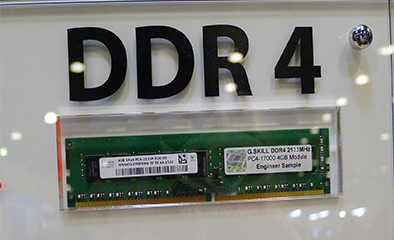 DDR 4
G.SKILL DDR4 2133MHz
PC4-17000 4GB Module
Engineer Sample